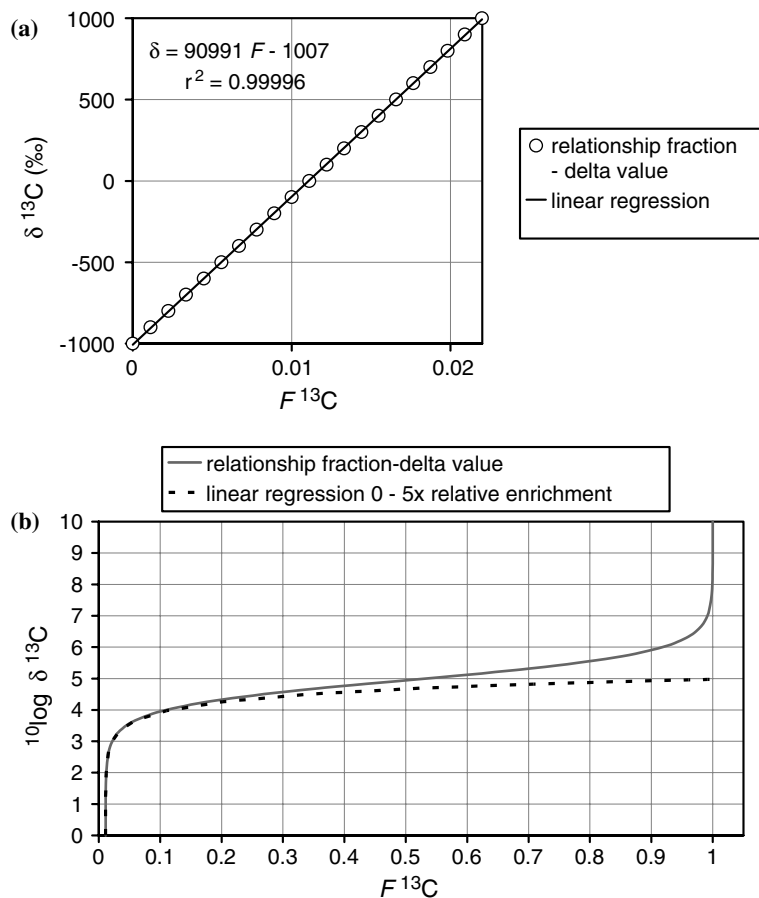 (a)
1000
500
0
-500
-1000
δ ¹³C (‰)
δ = 90991 F - 1007
r² = 0.99996
0
0.01
0.02
F ¹³C
relationship fraction
- delta value
linear regression
relationship fraction-delta value
linear regression 0 - 5x relative enrichment
(b)
10
9
8
7
6
5
4
3
2
1
0
¹⁰log δ ¹³C
0
0.1
0.2
0.3
0.4
0.5
0.6
0.7
0.8
0.9
1
F ¹³C